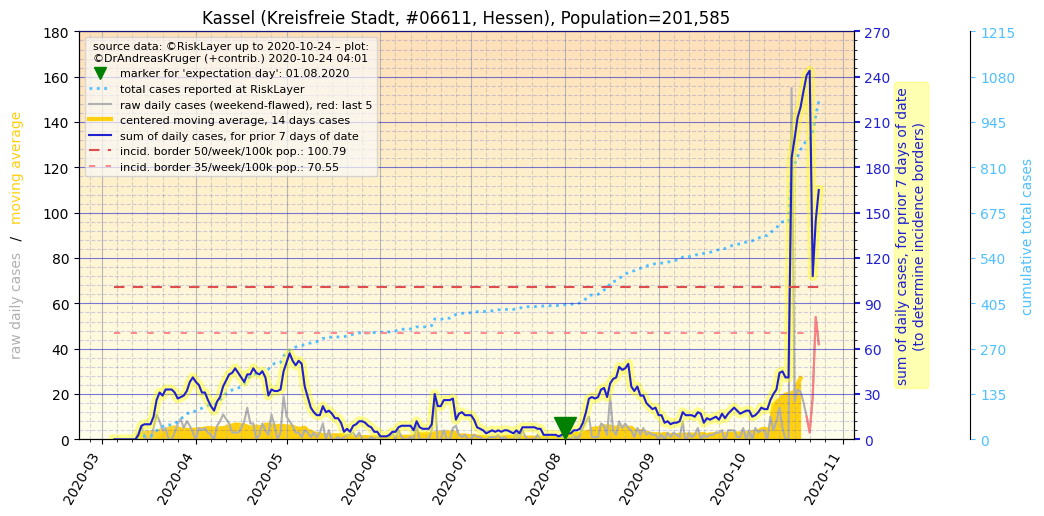 Kassel (Kreisfreie Stadt, #06611, Hessen), Population=201,585
source data: ©RiskLayer up to 2020-10-24 – plot:
©DrAndreasKruger (+contrib.) 2020-10-24 04:01
marker for 'expectation day': 01.08.2020
total cases reported at RiskLayer
raw daily cases (weekend-flawed), red: last 5
centered moving average, 14 days cases
sum of daily cases, for prior 7 days of date
incid. border 50/week/100k pop.: 100.79
incid. border 35/week/100k pop.: 70.55
raw daily cases / moving average
180
160
140
120
100
80
60
40
20
0
270
240
210
180
150
120
90
60
30
0
sum of daily cases, for prior 7 days of date
(to determine incidence borders)
1215
1080
945
810
675
540
405
270
135
0
cumulative total cases
2020-03
2020-04
2020-05
2020-06
2020-07
2020-08
2020-09
2020-10
2020-11